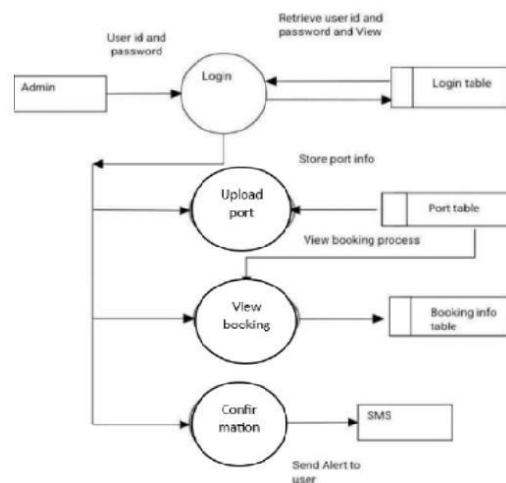 Retrieve user id and
password and View
User id and
password
Admin
Login
Login table
Store port info
Upload
port
Port table
View booking process
View
booking
Booking info
table
Confir
mation
SMS
Send Alert to
user